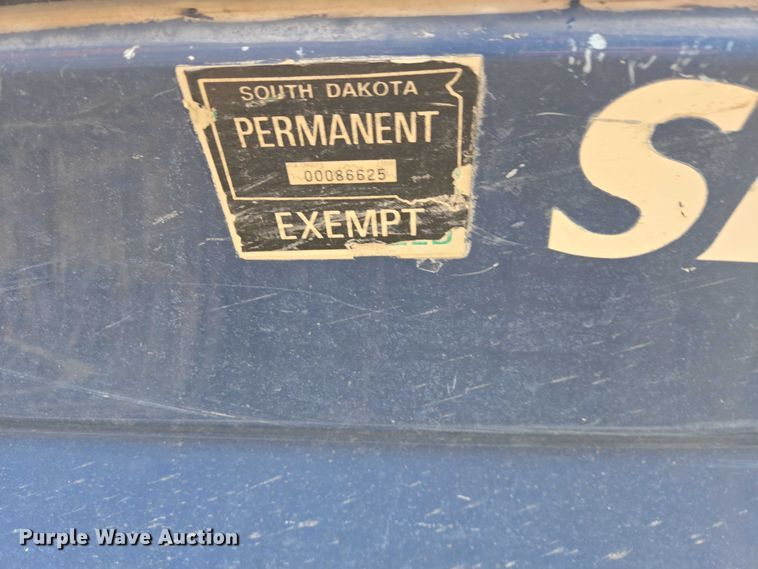 SOUTH DAKOTA
PERMANENT
00086625
EXEMPT
S
Purple Wave Auction